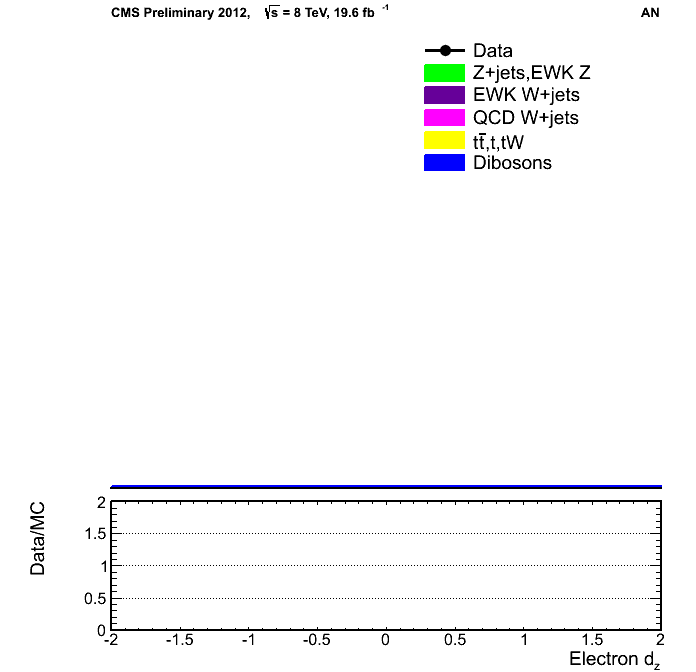 CMS Preliminary 2012, √s = 8 TeV, 19.6 fb⁻¹ AN
Data
Z+jets,EWK Z
EWK W+jets
QCD W+jets
tt̅,t,tW
Dibosons
Data/MC
2
1.5
1
0.5
0
-2 -1.5 -1 -0.5 0 0.5 1 1.5 2
Electron d_z